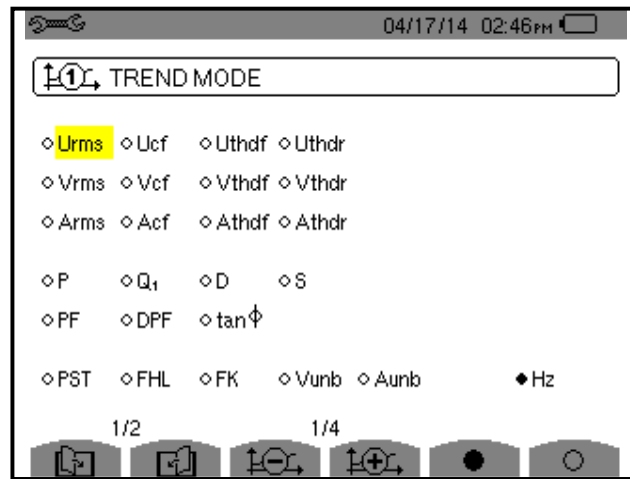 04/17/14 02:46PM
1 TREND MODE
Urms Ucf Uthdf Uthdr
Vrms Vcf Vthdf Vthdr
Arms Acf Athdf Athdr
P Q₁ D S
PF DPF tanϕ
PST FHL FK Vunb Aunb Hz
1/2 1/4